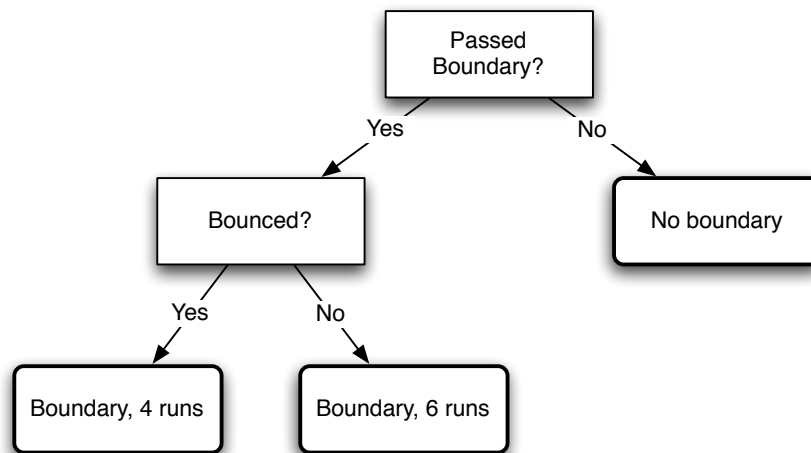 Passed
Boundary?
Yes
No
Bounced?
No boundary
Yes
No
Boundary, 4 runs
Boundary, 6 runs